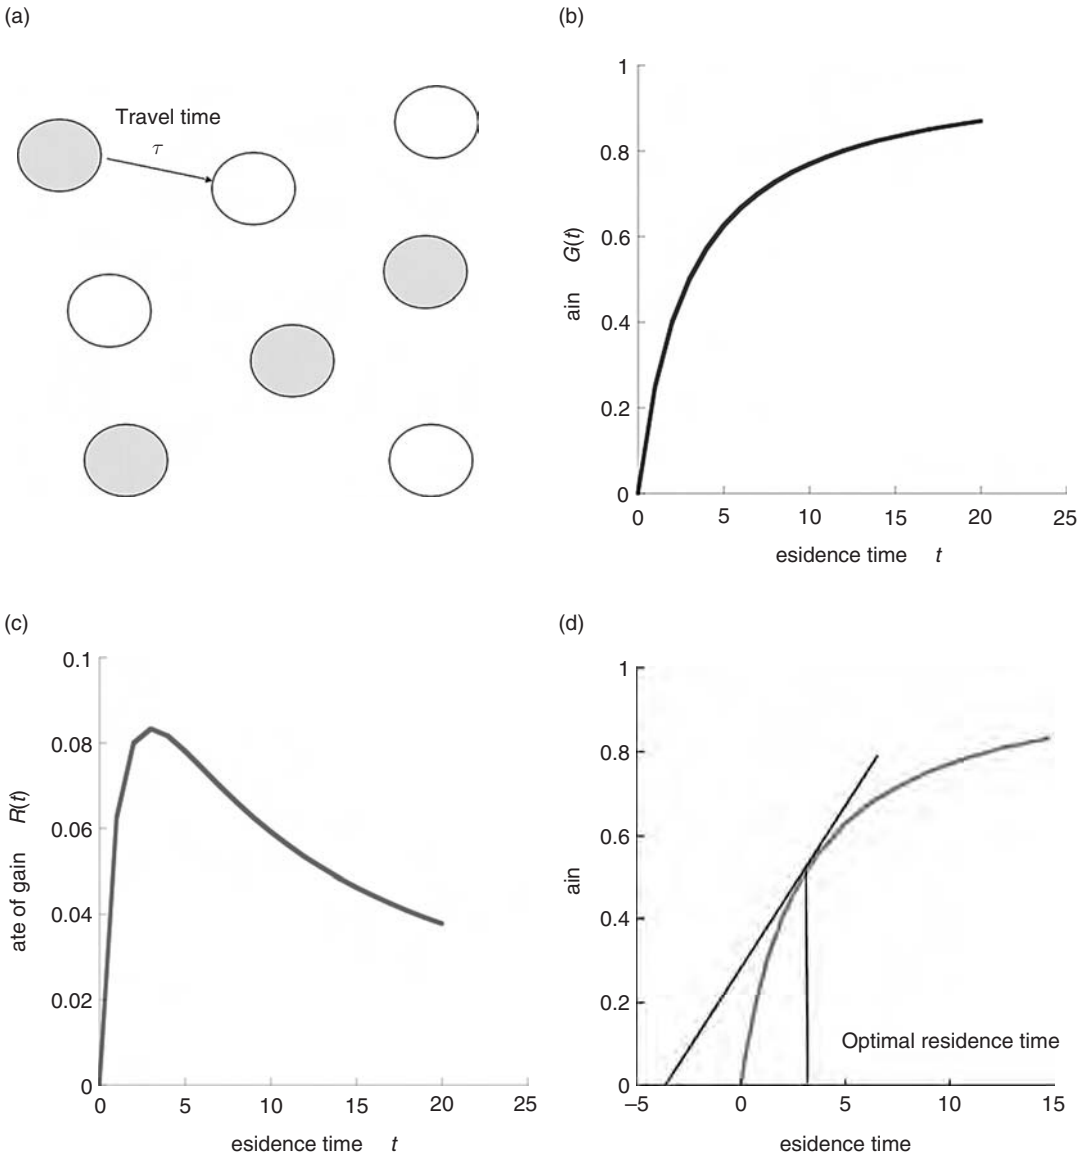 (a)
Travel time
τ
(b)
1
0.8
0.6
0.4
0.2
0
0 5 10 15 20 25
ain G(t)
esidence time t
(c)
0.1
0.08
0.06
0.04
0.02
0
0 5 10 15 20 25
ate of gain R(t)
esidence time t
(d)
1
0.8
0.6
0.4
0.2
0
–5 0 5 10 15
ain
Optimal residence time
esidence time